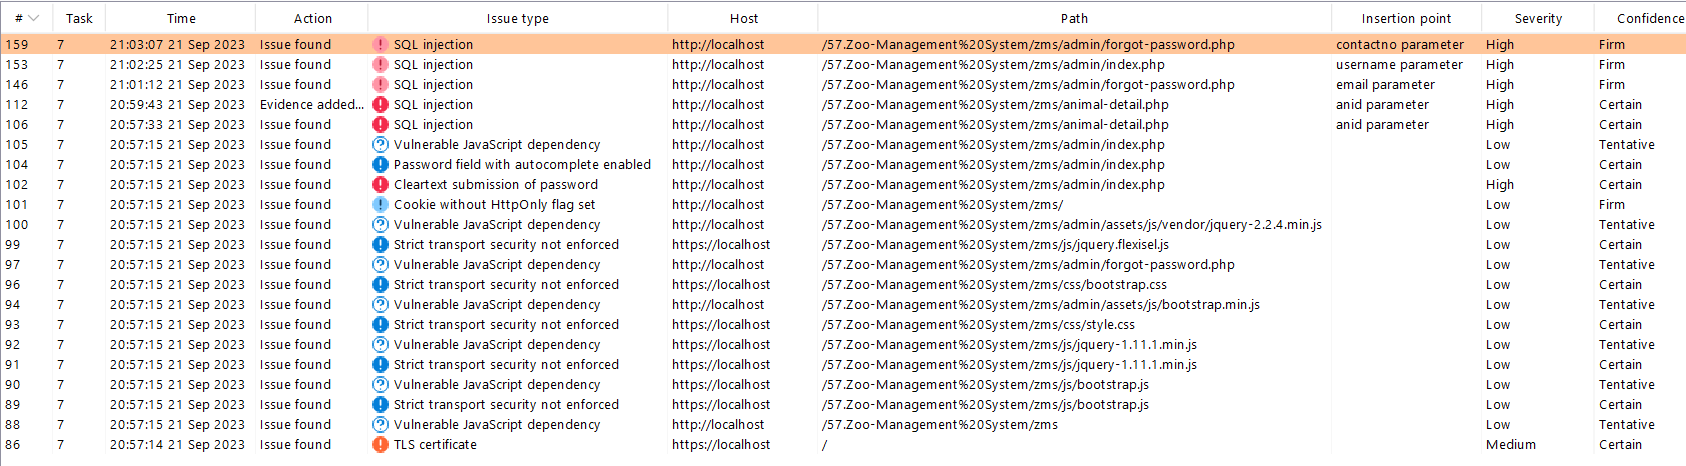 # Task Time Action Issue type Host Path Insertion point Severity Confidence
159 7 21:03:07 21 Sep 2023 Issue found SQL injection http://localhost /57.Zoo-Management%20System/zms/admin/forgot-password.php contactno parameter High Firm
153 7 21:02:25 21 Sep 2023 Issue found SQL injection http://localhost /57.Zoo-Management%20System/zms/admin/index.php username parameter High Firm
146 7 21:01:12 21 Sep 2023 Issue found SQL injection http://localhost /57.Zoo-Management%20System/zms/admin/forgot-password.php email parameter High Firm
112 7 20:59:43 21 Sep 2023 Evidence added... SQL injection http://localhost /57.Zoo-Management%20System/zms/animal-detail.php anid parameter High Certain
106 7 20:57:33 21 Sep 2023 Issue found SQL injection http://localhost /57.Zoo-Management%20System/zms/animal-detail.php anid parameter High Certain
105 7 20:57:15 21 Sep 2023 Issue found Vulnerable JavaScript dependency http://localhost /57.Zoo-Management%20System/zms/admin/index.php Low Tentative
104 7 20:57:15 21 Sep 2023 Issue found Password field with autocomplete enabled http://localhost /57.Zoo-Management%20System/zms/admin/index.php Low Certain
102 7 20:57:15 21 Sep 2023 Issue found Cleartext submission of password http://localhost /57.Zoo-Management%20System/zms/admin/index.php High Certain
101 7 20:57:15 21 Sep 2023 Issue found Cookie without HttpOnly flag set http://localhost /57.Zoo-Management%20System/zms/ Low Firm
100 7 20:57:15 21 Sep 2023 Issue found Vulnerable JavaScript dependency http://localhost /57.Zoo-Management%20System/zms/admin/assets/js/vendor/jquery-2.2.4.min.js Low Tentative
99 7 20:57:15 21 Sep 2023 Issue found Strict transport security not enforced https://localhost /57.Zoo-Management%20System/zms/js/jquery.flexisel.js Low Certain
97 7 20:57:15 21 Sep 2023 Issue found Vulnerable JavaScript dependency http://localhost /57.Zoo-Management%20System/zms/admin/forgot-password.php Low Tentative
96 7 20:57:15 21 Sep 2023 Issue found Strict transport security not enforced https://localhost /57.Zoo-Management%20System/zms/css/bootstrap.css Low Certain
94 7 20:57:15 21 Sep 2023 Issue found Vulnerable JavaScript dependency http://localhost /57.Zoo-Management%20System/zms/admin/assets/js/bootstrap.min.js Low Tentative
93 7 20:57:15 21 Sep 2023 Issue found Strict transport security not enforced https://localhost /57.Zoo-Management%20System/zms/css/style.css Low Certain
92 7 20:57:15 21 Sep 2023 Issue found Vulnerable JavaScript dependency http://localhost /57.Zoo-Management%20System/zms/js/jquery-1.11.1.min.js Low Tentative
91 7 20:57:15 21 Sep 2023 Issue found Strict transport security not enforced https://localhost /57.Zoo-Management%20System/zms/js/jquery-1.11.1.min.js Low Certain
90 7 20:57:15 21 Sep 2023 Issue found Vulnerable JavaScript dependency http://localhost /57.Zoo-Management%20System/zms/js/bootstrap.js Low Tentative
89 7 20:57:15 21 Sep 2023 Issue found Strict transport security not enforced https://localhost /57.Zoo-Management%20System/zms/js/bootstrap.js Low Certain
88 7 20:57:15 21 Sep 2023 Issue found Vulnerable JavaScript dependency http://localhost /57.Zoo-Management%20System/zms Low Tentative
86 7 20:57:14 21 Sep 2023 Issue found TLS certificate https://localhost / Medium Certain